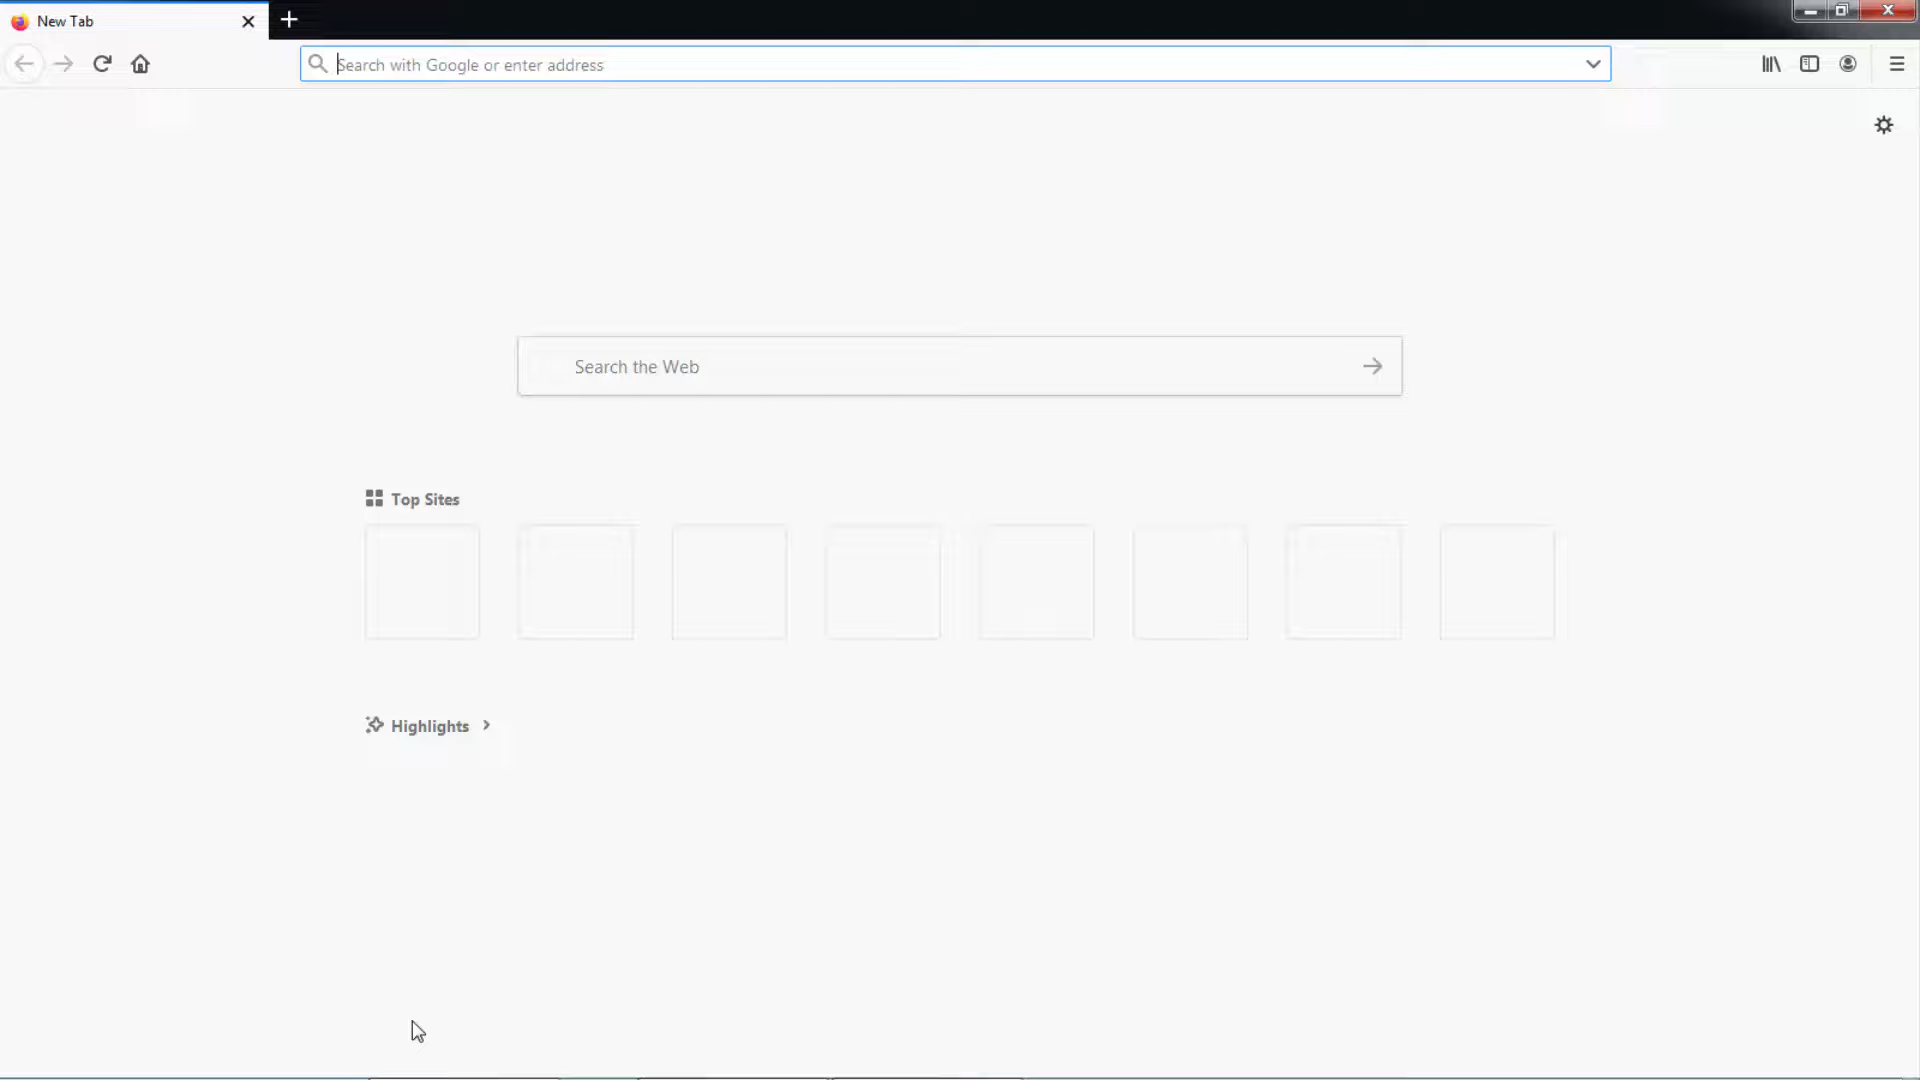 New Tab
Search with Google or enter address
Search the Web
Top Sites
Highlights